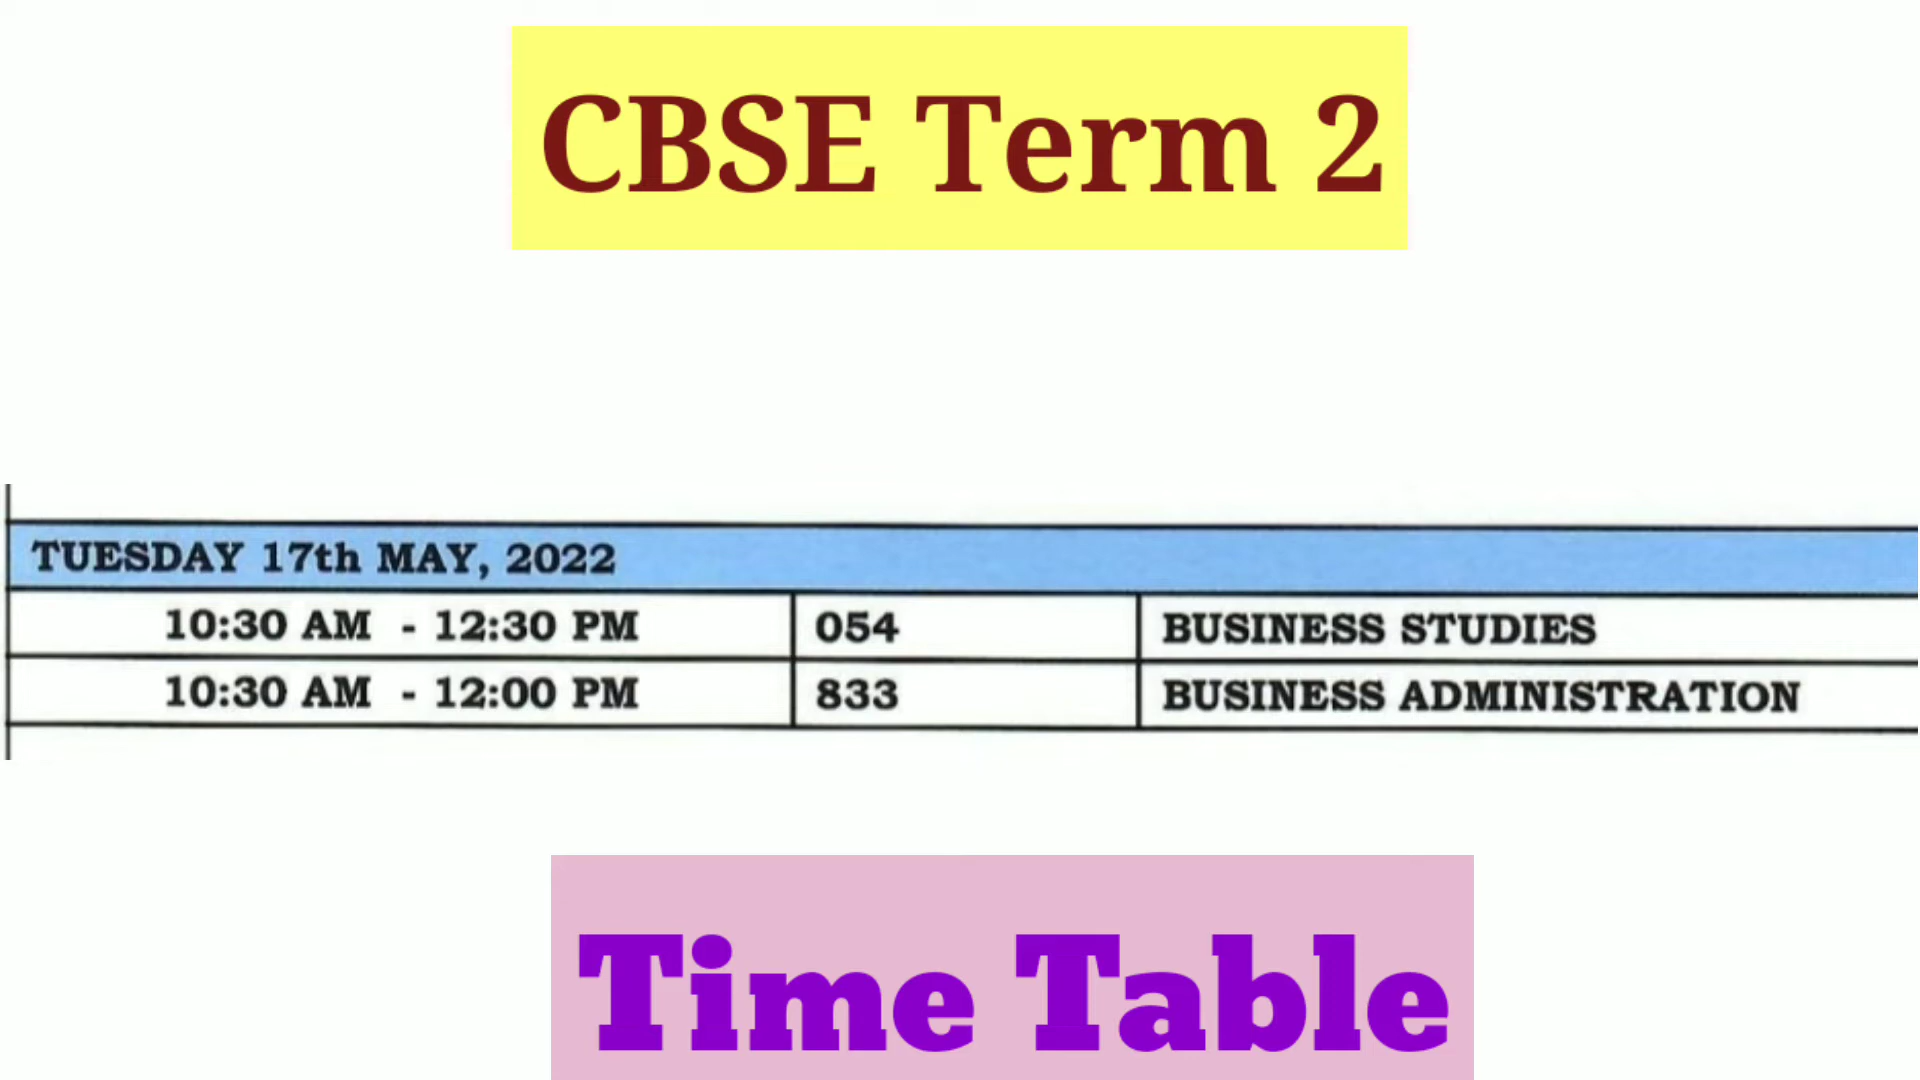 CBSE Term 2
TUESDAY 17th MAY, 2022
10:30 AM - 12:30 PM 054 BUSINESS STUDIES
10:30 AM - 12:00 PM 833 BUSINESS ADMINISTRATION
Time Table